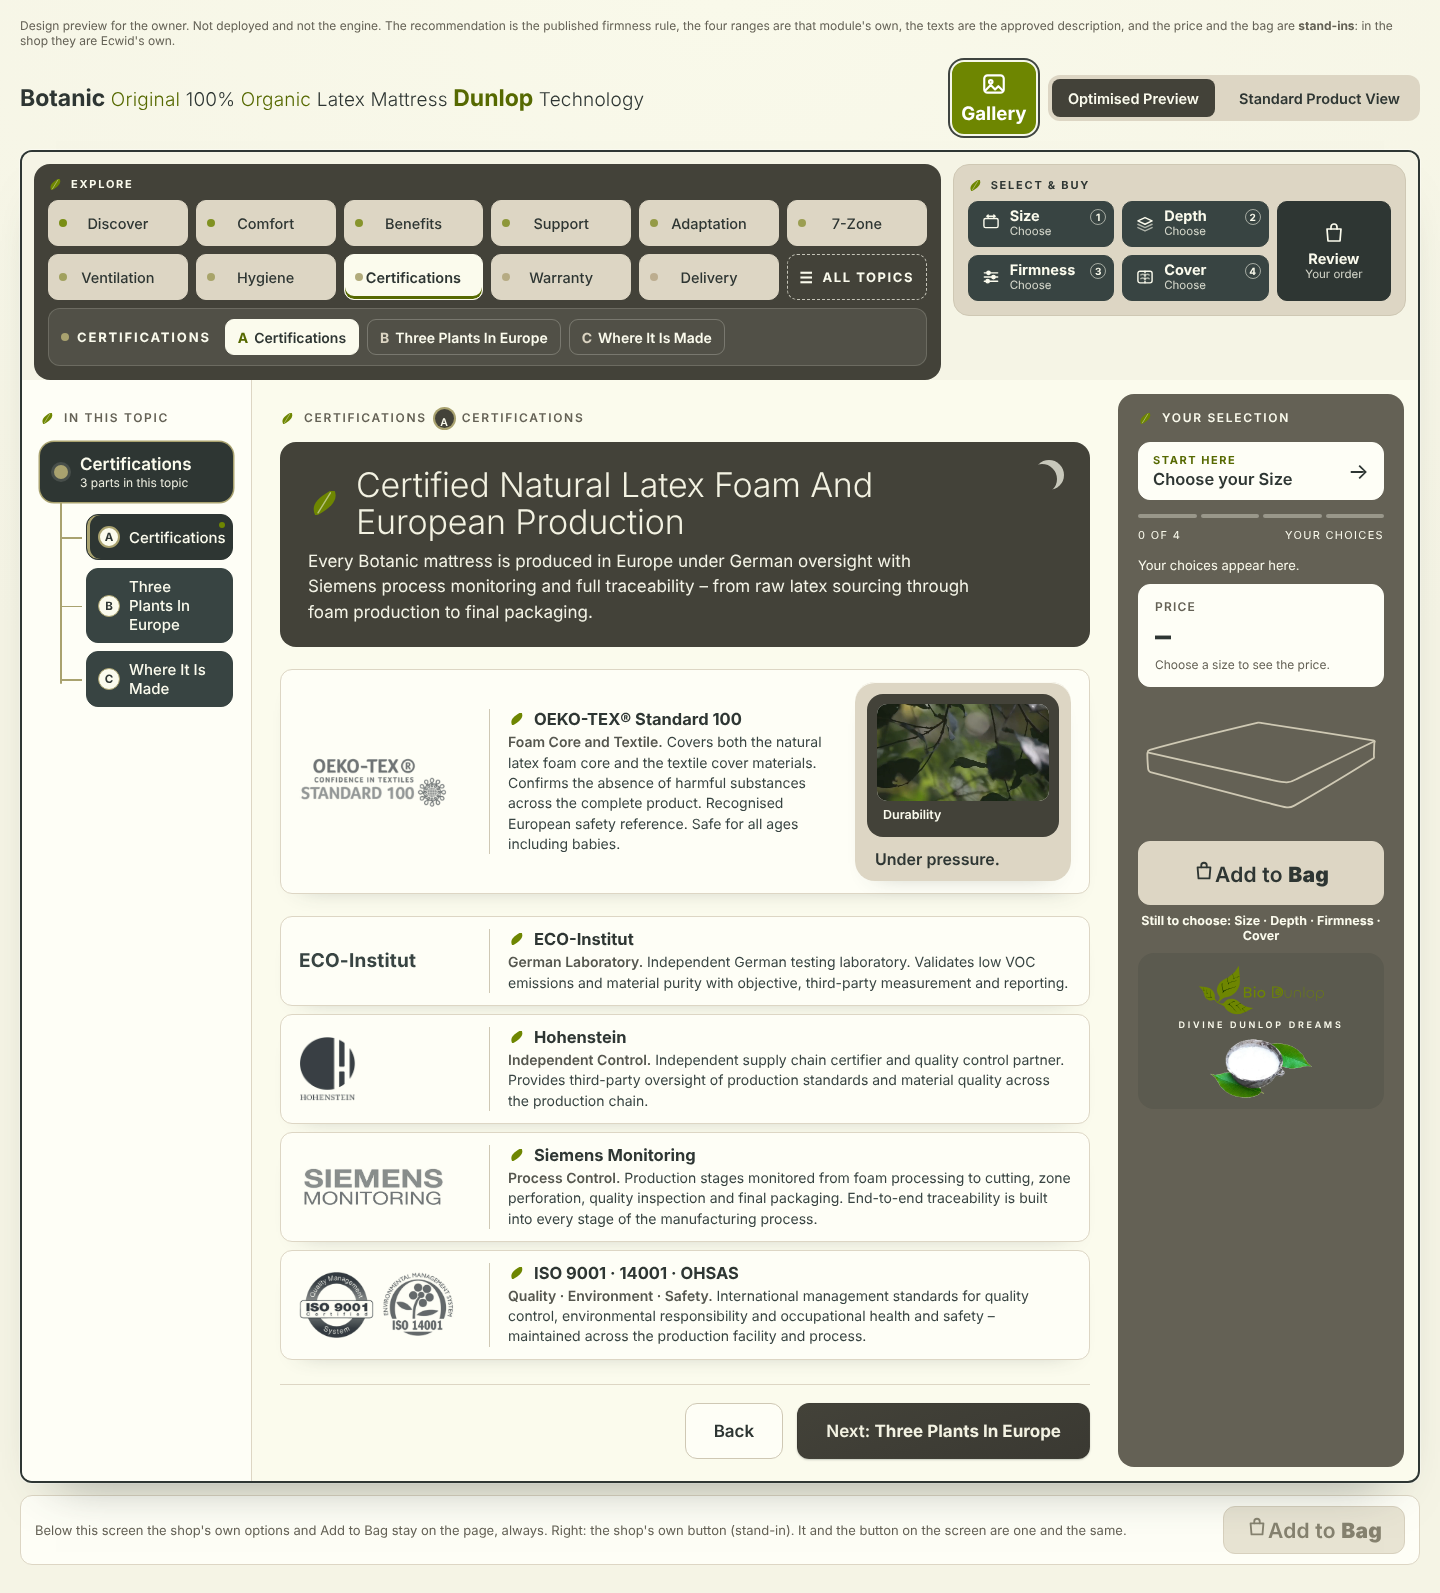 Design preview for the owner. Not deployed and not the engine. The recommendation is the published firmness rule, the four ranges are that module's own, the texts are the approved description, and the price and the bag are stand-ins: in the
shop they are Ecwid's own.
Botanic Original 100% Organic Latex Mattress Dunlop Technology
Gallery
Optimised Preview
Standard Product View
EXPLORE
Discover
Comfort
Benefits
Support
Adaptation
7-Zone
Ventilation
Hygiene
Certifications
Warranty
Delivery
ALL TOPICS
CERTIFICATIONS
A Certifications
B Three Plants In Europe
C Where It Is Made
SELECT & BUY
Size
Choose
1
Depth
Choose
2
Firmness
Choose
3
Cover
Choose
4
Review
Your order
IN THIS TOPIC
Certifications
3 parts in this topic
A Certifications
B Three
Plants In
Europe
C Where It Is
Made
CERTIFICATIONS A CERTIFICATIONS
Certified Natural Latex Foam And
European Production
Every Botanic mattress is produced in Europe under German oversight with
Siemens process monitoring and full traceability – from raw latex sourcing through
foam production to final packaging.
OEKO-TEX®
CONFIDENCE IN TEXTILES
STANDARD 100
OEKO-TEX® Standard 100
Foam Core and Textile. Covers both the natural
latex foam core and the textile cover materials.
Confirms the absence of harmful substances
across the complete product. Recognised
European safety reference. Safe for all ages
including babies.
Durability
Under pressure.
ECO-Institut
ECO-Institut
German Laboratory. Independent German testing laboratory. Validates low VOC
emissions and material purity with objective, third-party measurement and reporting.
HOHENSTEIN
Hohenstein
Independent Control. Independent supply chain certifier and quality control partner.
Provides third-party oversight of production standards and material quality across
the production chain.
SIEMENS
MONITORING
Siemens Monitoring
Process Control. Production stages monitored from foam processing to cutting, zone
perforation, quality inspection and final packaging. End-to-end traceability is built
into every stage of the manufacturing process.
Quality Management
ISO 9001
Certified
System
ENVIRONMENTAL MANAGEMENT SYSTEM
ISO 14001
ISO 9001 · 14001 · OHSAS
Quality · Environment · Safety. International management standards for quality
control, environmental responsibility and occupational health and safety –
maintained across the production facility and process.
Back
Next: Three Plants In Europe
YOUR SELECTION
START HERE
Choose your Size
0 OF 4
YOUR CHOICES
Your choices appear here.
PRICE
–
Choose a size to see the price.
Add to Bag
Still to choose: Size · Depth · Firmness ·
Cover
Bio Dunlop
DIVINE DUNLOP DREAMS
Below this screen the shop's own options and Add to Bag stay on the page, always. Right: the shop's own button (stand-in). It and the button on the screen are one and the same.
Add to Bag